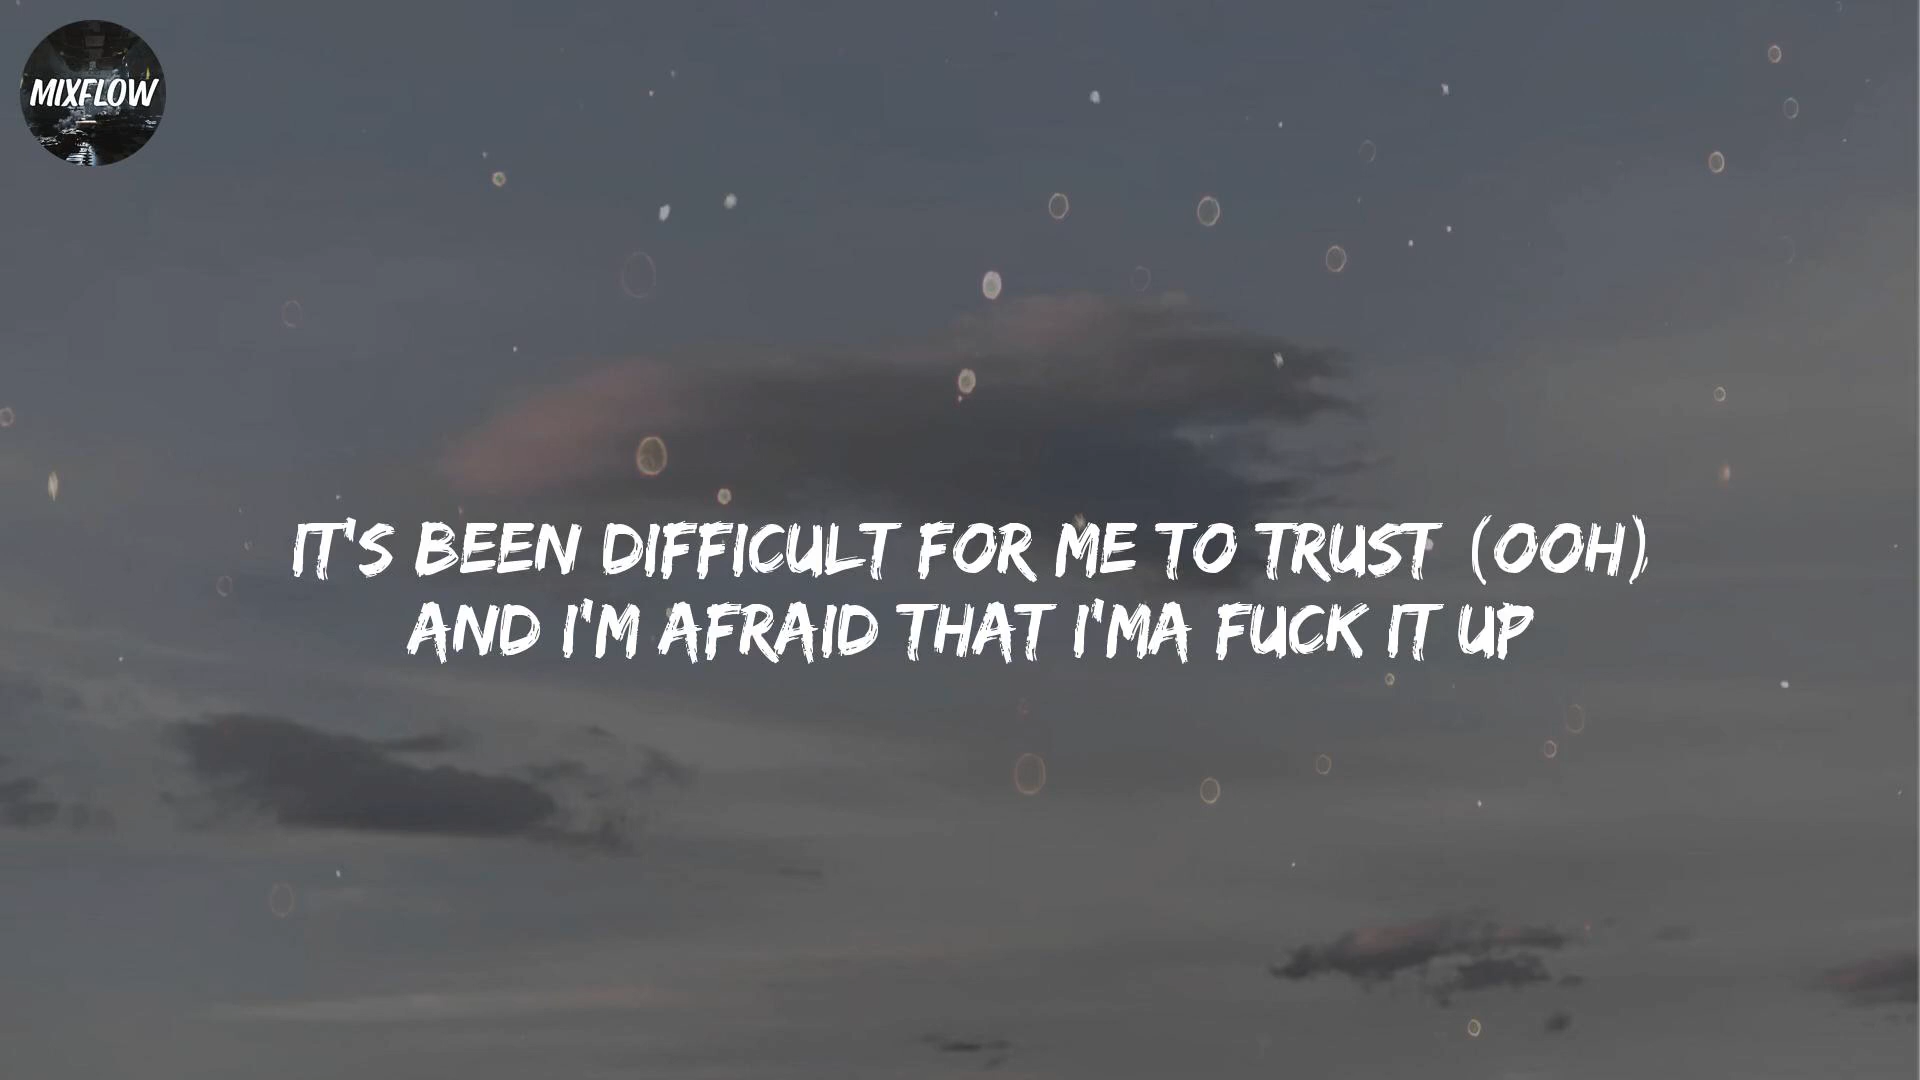 MIXFLOW
IT'S BEEN DIFFICULT FOR ME TO TRUST (OOH)
AND I'M AFRAID THAT I'MA FUCK IT UP